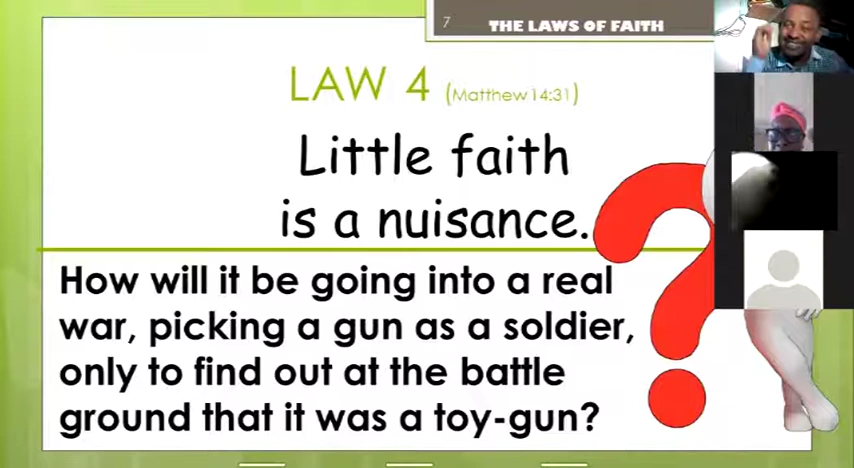 7 THE LAWS OF FAITH
LAW 4 (Matthew 14:31)
Little faith
is a nuisance.
How will it be going into a real
war, picking a gun as a soldier,
only to find out at the battle
ground that it was a toy-gun?